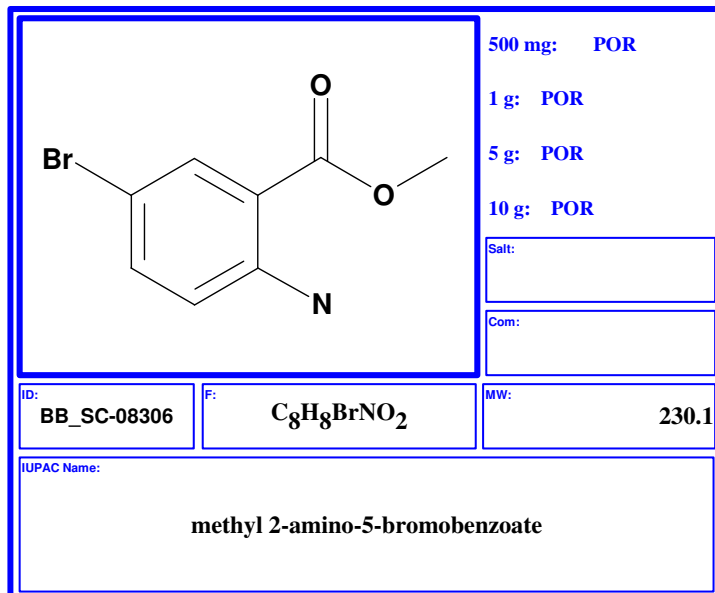 O
Br
O
N
500 mg: POR
1 g: POR
5 g: POR
10 g: POR
Salt:
Com:
ID:
BB_SC-08306
F:
C8H8BrNO2
MW:
230.1
IUPAC Name:
methyl 2-amino-5-bromobenzoate